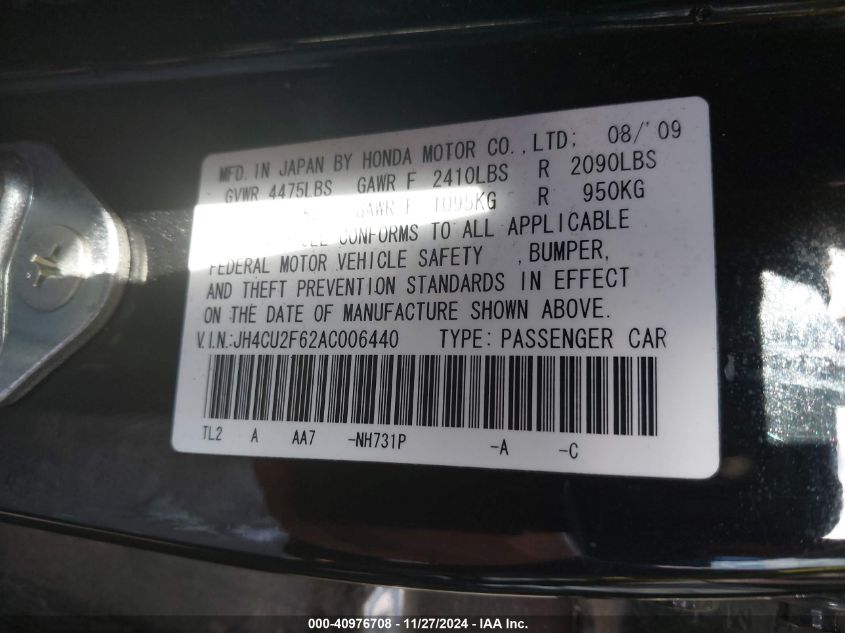 MFD. IN JAPAN BY HONDA MOTOR CO., LTD; 08/'09
GVWR 4475LBS GAWR F 2410LBS R 2090LBS
GAWR F 1095KG R 950KG
CONFORMS TO ALL APPLICABLE
FEDERAL MOTOR VEHICLE SAFETY , BUMPER,
AND THEFT PREVENTION STANDARDS IN EFFECT
ON THE DATE OF MANUFACTURE SHOWN ABOVE.
V.I.N.:JH4CU2F62AC006440 TYPE: PASSENGER CAR
TL2 A AA7 -NH731P -A -C
000-40976708 - 11/27/2024 - IAA Inc.